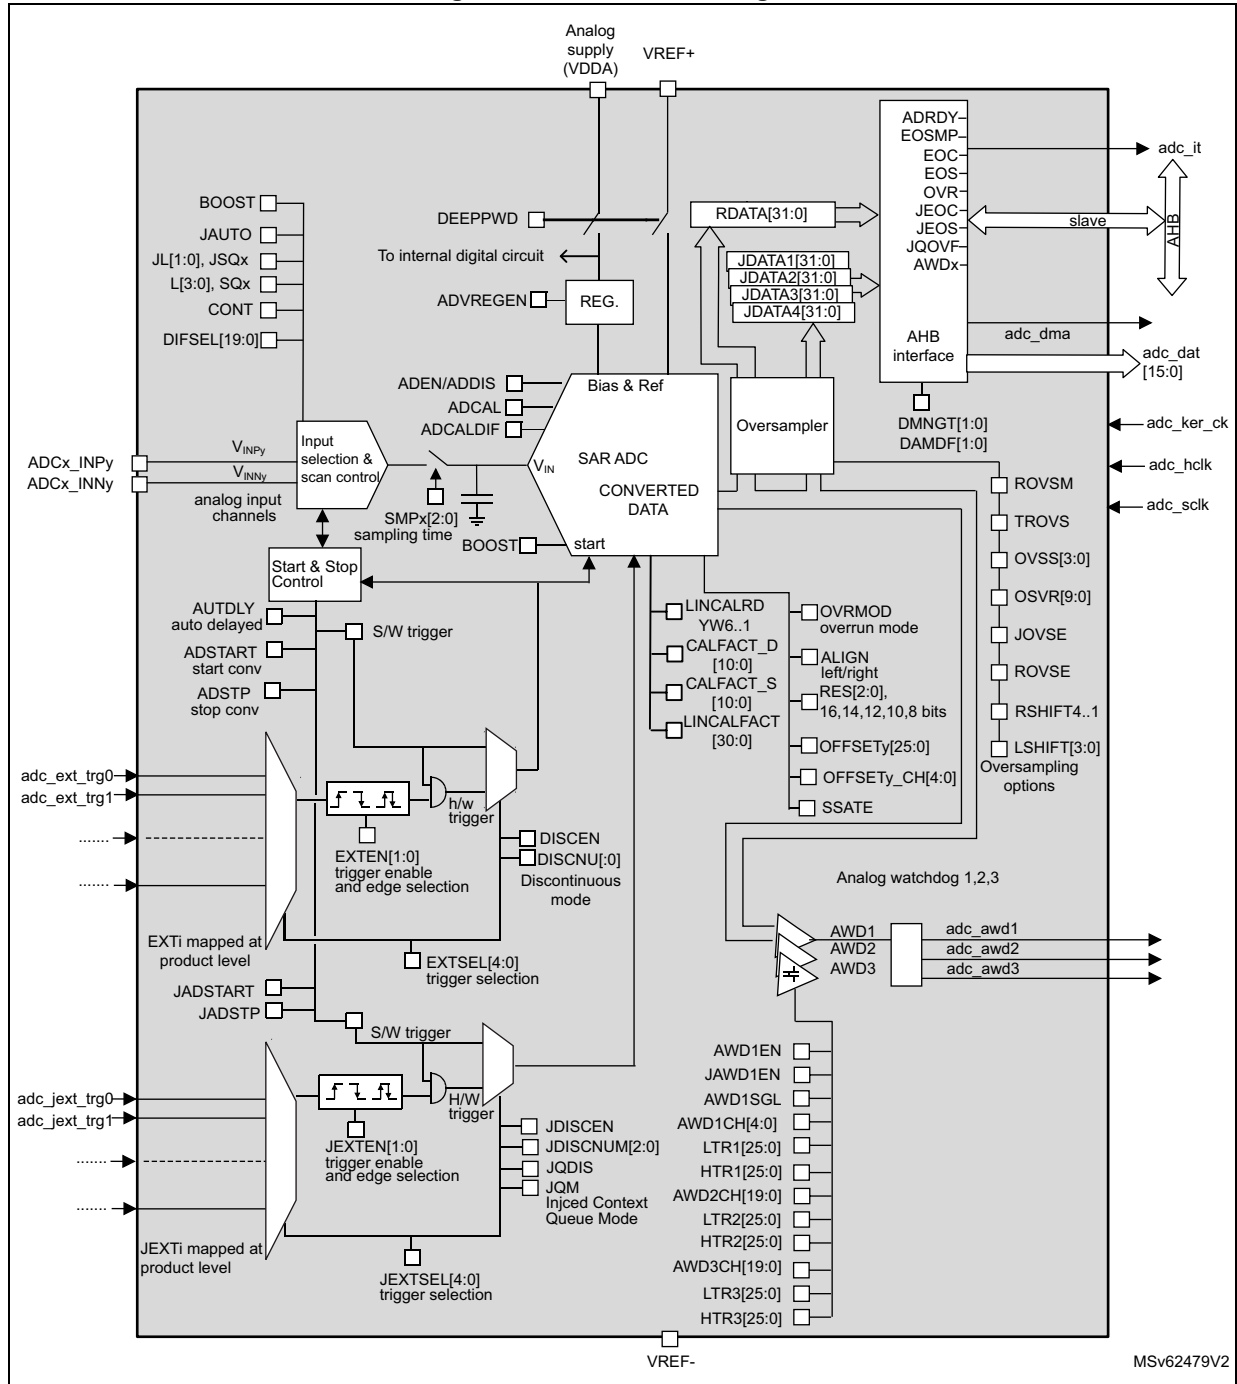 Analog
supply
(VDDA)
VREF+
ADRDY
EOSMP
EOC
EOS
OVR
JEOC
JEOS
JQOVF
AWDx
AHB
interface
adc_it
slave
AHB
adc_dma
adc_dat
[15:0]
DMNGT[1:0]
DAMDF[1:0]
adc_ker_ck
adc_hclk
adc_sclk
BOOST
JAUTO
JL[1:0], JSQx
L[3:0], SQx
CONT
DIFSEL[19:0]
DEEPPWD
To internal digital circuit
ADVREGEN
REG.
RDATA[31:0]
JDATA1[31:0]
JDATA2[31:0]
JDATA3[31:0]
JDATA4[31:0]
ADEN/ADDIS
ADCAL
ADCALDIF
Bias & Ref
Oversampler
ADCx_INPy
ADCx_INNy
VINPy
VINNy
analog input
channels
Input
selection &
scan control
SMPx[2:0]
sampling time
VIN
SAR ADC
CONVERTED
DATA
BOOST
start
Start & Stop
Control
AUTDLY
auto delayed
S/W trigger
ADSTART
start conv
ADSTP
stop conv
LINCALRD
YW6..1
CALFACT_D
[10:0]
CALFACT_S
[10:0]
LINCALFACT
[30:0]
OVRMOD
overrun mode
ALIGN
left/right
RES[2:0],
16,14,12,10,8 bits
OFFSETy[25:0]
OFFSETy_CH[4:0]
SSATE
ROVSM
TROVS
OVSS[3:0]
OSVR[9:0]
JOVSE
ROVSE
RSHIFT4..1
LSHIFT[3:0]
Oversampling
options
adc_ext_trg0
adc_ext_trg1
.......
.......
h/w
trigger
EXTEN[1:0]
trigger enable
and edge selection
DISCEN
DISCNU[:0]
Discontinuous
mode
EXTi mapped at
product level
EXTSEL[4:0]
trigger selection
Analog watchdog 1,2,3
AWD1
AWD2
AWD3
adc_awd1
adc_awd2
adc_awd3
JADSTART
JADSTP
S/W trigger
adc_jext_trg0
adc_jext_trg1
.......
.......
H/W
trigger
JEXTEN[1:0]
trigger enable
and edge selection
JDISCEN
JDISCNUM[2:0]
JQDIS
JQM
Injced Context
Queue Mode
JEXTi mapped at
product level
JEXTSEL[4:0]
trigger selection
AWD1EN
JAWD1EN
AWD1SGL
AWD1CH[4:0]
LTR1[25:0]
HTR1[25:0]
AWD2CH[19:0]
LTR2[25:0]
HTR2[25:0]
AWD3CH[19:0]
LTR3[25:0]
HTR3[25:0]
VREF-
MSv62479V2